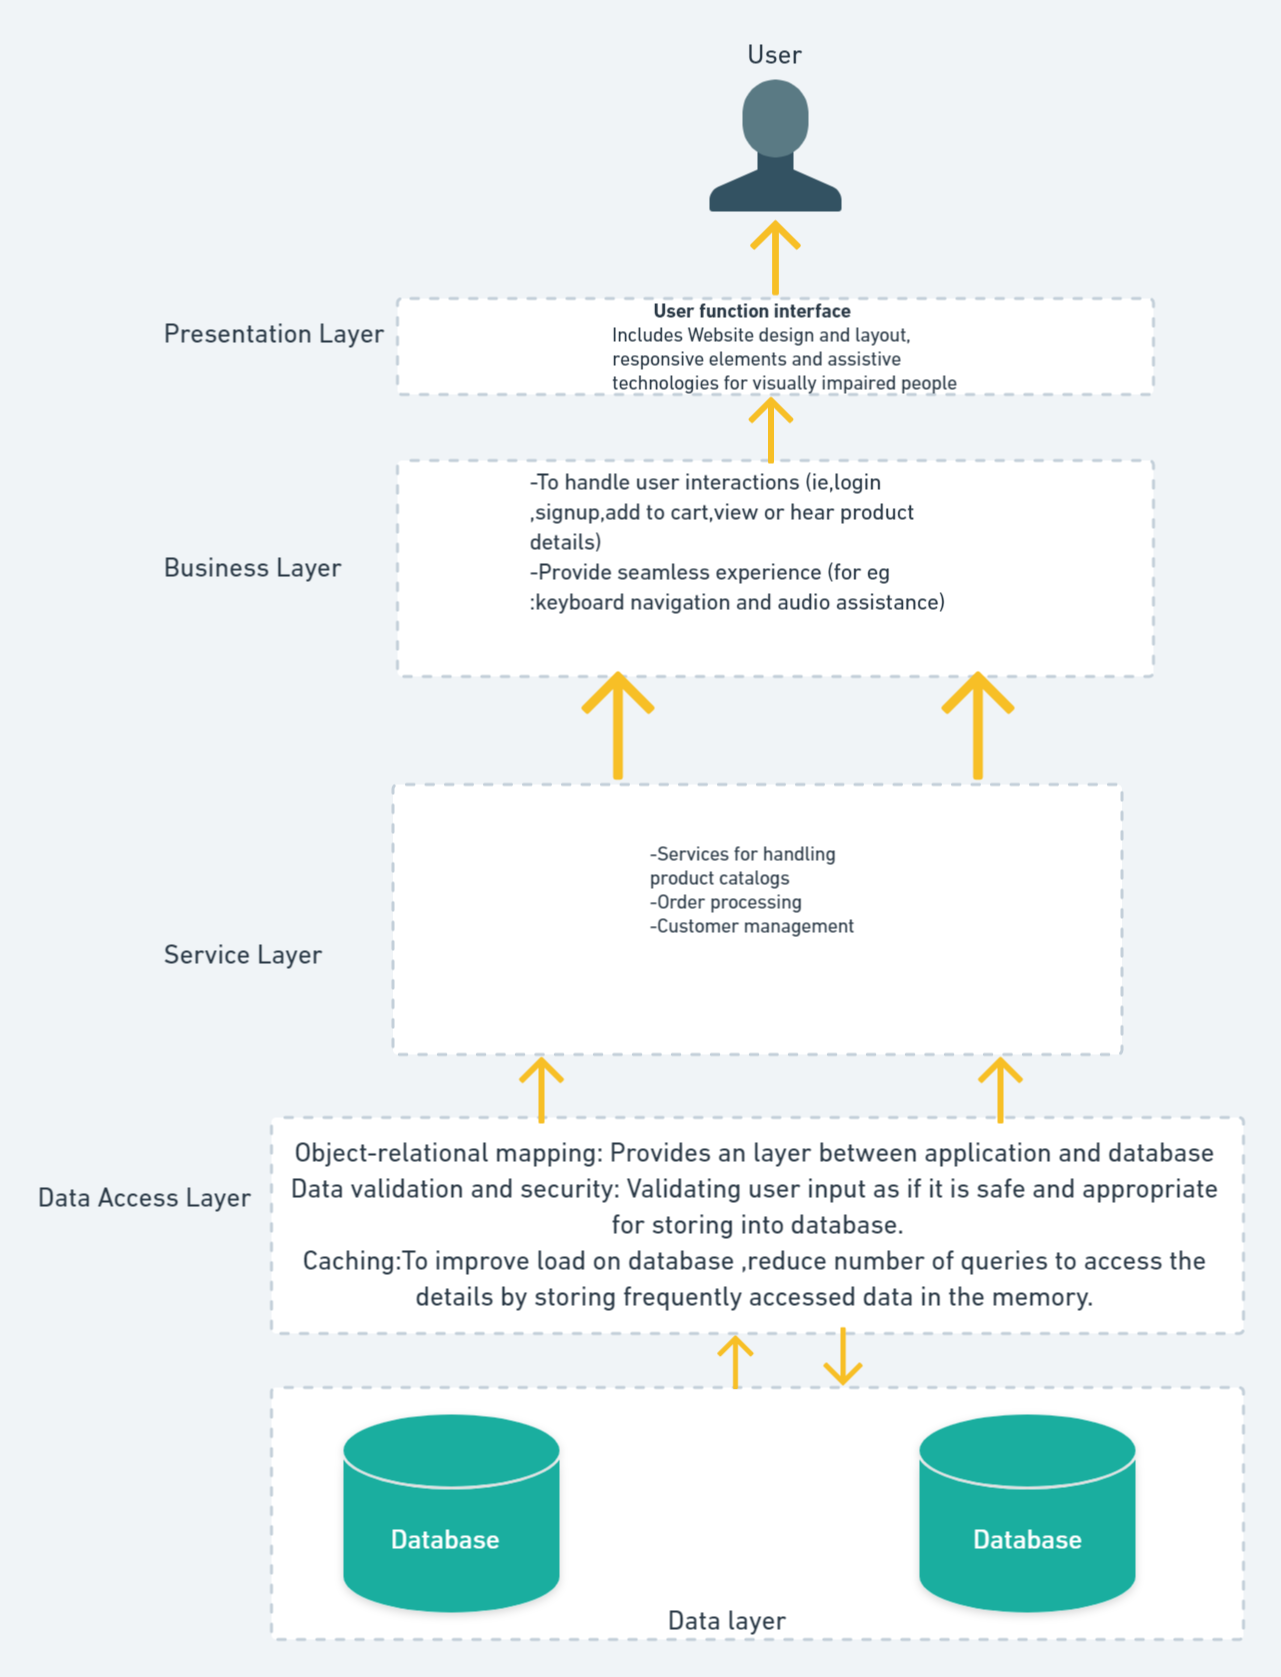 User
Presentation Layer
User function interface
Includes Website design and layout,
responsive elements and assistive
technologies for visually impaired people
Business Layer
-To handle user interactions (ie,login
,signup,add to cart,view or hear product
details)
-Provide seamless experience (for eg
:keyboard navigation and audio assistance)
Service Layer
-Services for handling
product catalogs
-Order processing
-Customer management
Data Access Layer
Object-relational mapping: Provides an layer between application and database
Data validation and security: Validating user input as if it is safe and appropriate
for storing into database.
Caching:To improve load on database ,reduce number of queries to access the
details by storing frequently accessed data in the memory.
Database
Database
Data layer